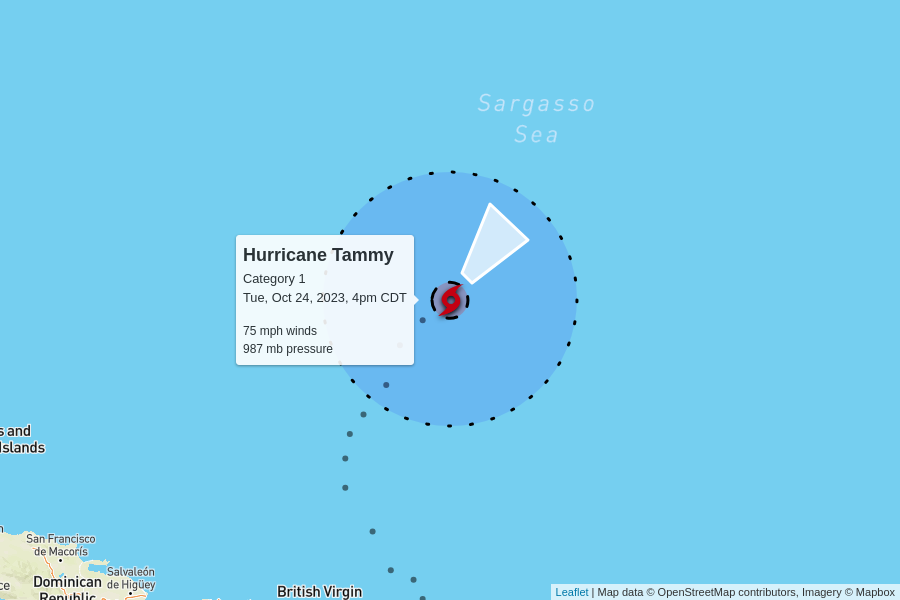 Sargasso
Sea
Hurricane Tammy
Category 1
Tue, Oct 24, 2023, 4pm CDT
75 mph winds
987 mb pressure
s and
Islands
San Francisco
de Macorís
Salvaleón
de Higüey
ce
Dominican
Republic
British Virgin
Leaflet | Map data © OpenStreetMap contributors, Imagery © Mapbox